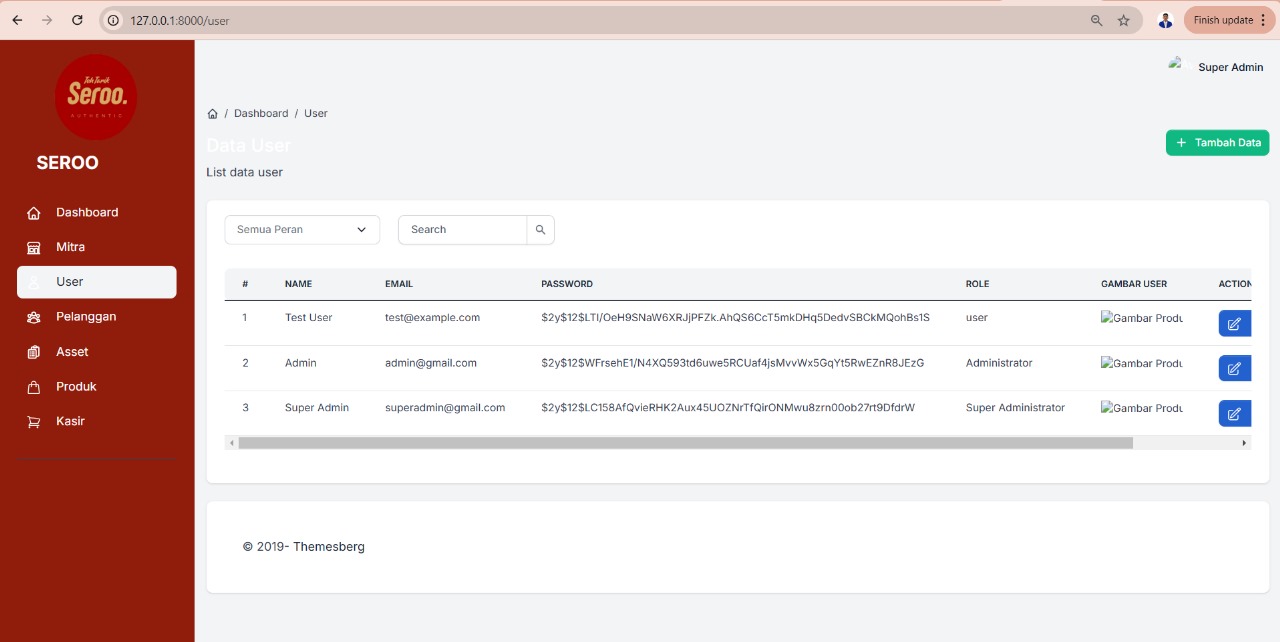 127.0.0.1:8000/user
Finish update
Teh Tarik
Seroo.
AUTHENTIC
SEROO
Dashboard
Mitra
User
Pelanggan
Asset
Produk
Kasir
Super Admin
/ Dashboard / User
Data User
+ Tambah Data
List data user
Semua Peran
Search
# NAME EMAIL PASSWORD ROLE GAMBAR USER ACTION
1 Test User test@example.com $2y$12$LTI/OeH9SNaW6XRJjPFZk.AhQS6CcT5mkDHq5DedvSBCkMQohBs1S user Gambar Produ
2 Admin admin@gmail.com $2y$12$WFrsehE1/N4XQ593td6uwe5RCUaf4jsMvvWx5GqYt5RwEZnR8JEzG Administrator Gambar Produ
3 Super Admin superadmin@gmail.com $2y$12$LC158AfQvieRHK2Aux45UOZNrTfQirONMwu8zrn00ob27rt9DfdrW Super Administrator Gambar Produ
© 2019- Themesberg